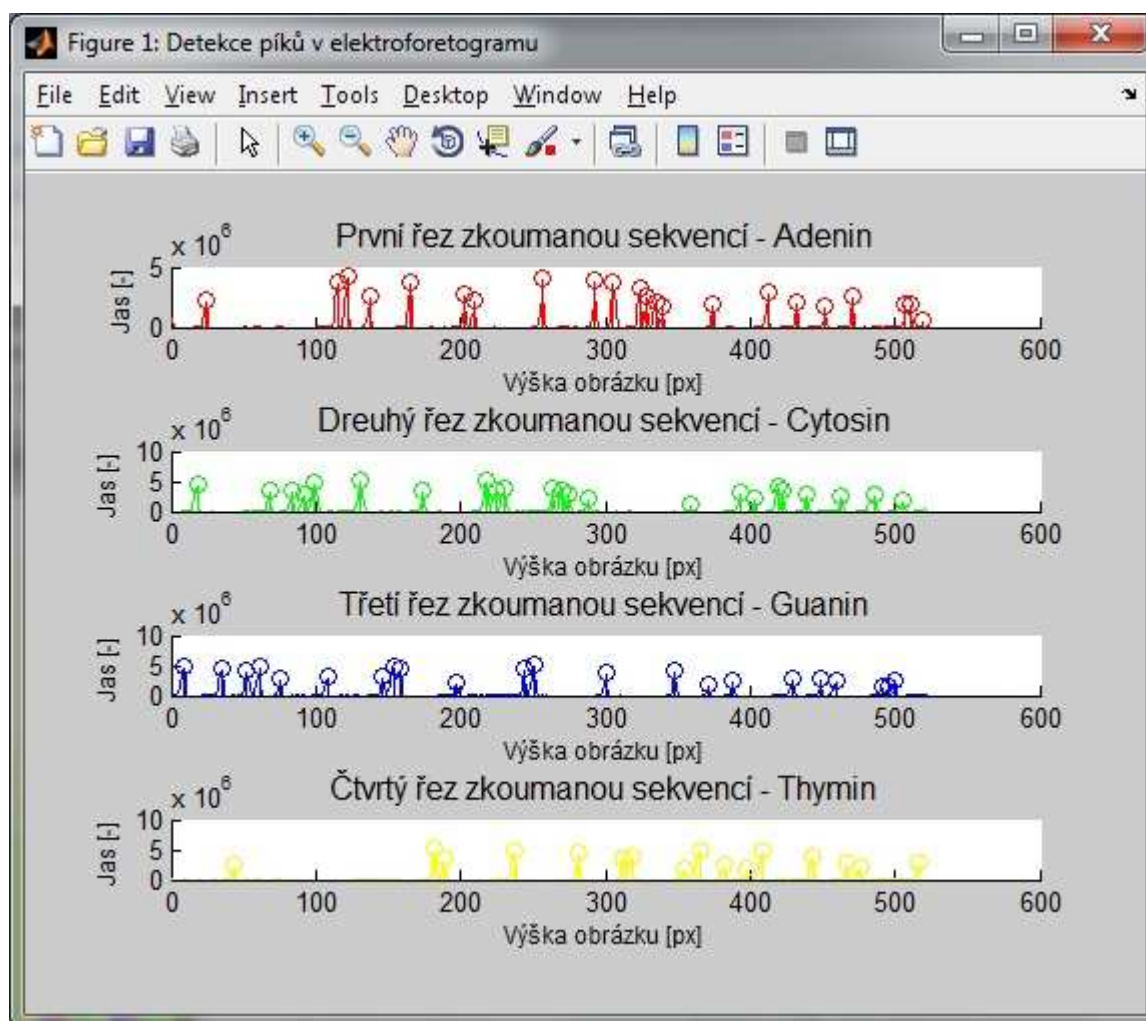 Figure 1: Detekce píků v elektroforetogramu
File Edit View Insert Tools Desktop Window Help
x 10^6
První řez zkoumanou sekvencí - Adenin
Jas [-]
5
0
0 100 200 300 400 500 600
Výška obrázku [px]
x 10^6
Dreuhý řez zkoumanou sekvencí - Cytosin
Jas [-]
10
5
0
0 100 200 300 400 500 600
Výška obrázku [px]
x 10^6
Třetí řez zkoumanou sekvencí - Guanin
Jas [-]
10
5
0
0 100 200 300 400 500 600
Výška obrázku [px]
x 10^6
Čtvrtý řez zkoumanou sekvencí - Thymin
Jas [-]
10
5
0
0 100 200 300 400 500 600
Výška obrázku [px]